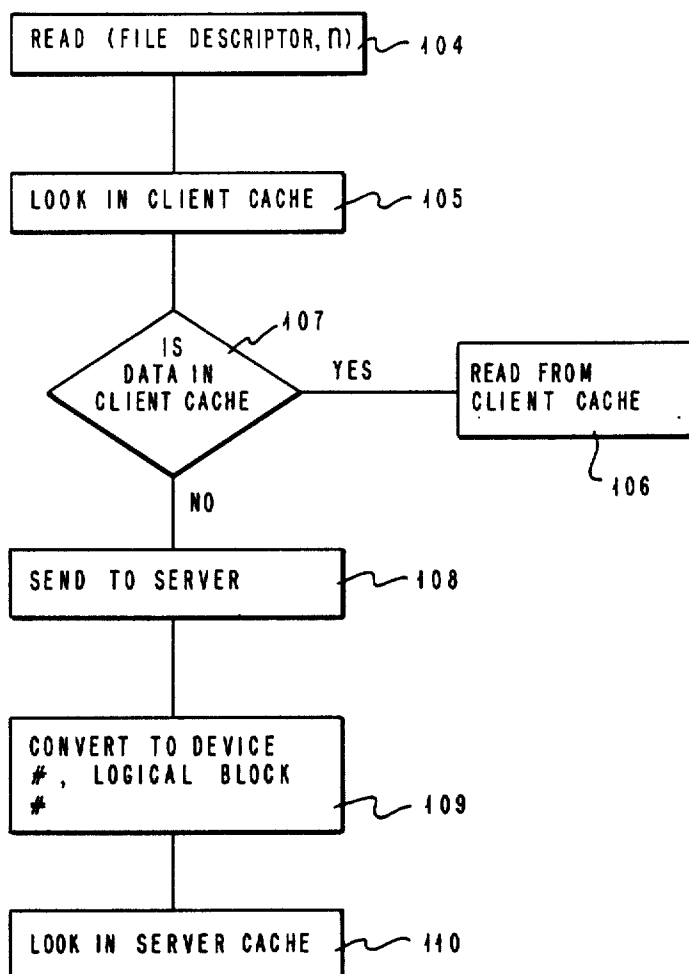 READ (FILE DESCRIPTOR, n)
104
LOOK IN CLIENT CACHE
105
107
IS
DATA IN
CLIENT CACHE
YES
READ FROM
CLIENT CACHE
106
NO
SEND TO SERVER
108
CONVERT TO DEVICE
#, LOGICAL BLOCK
#
109
LOOK IN SERVER CACHE
110